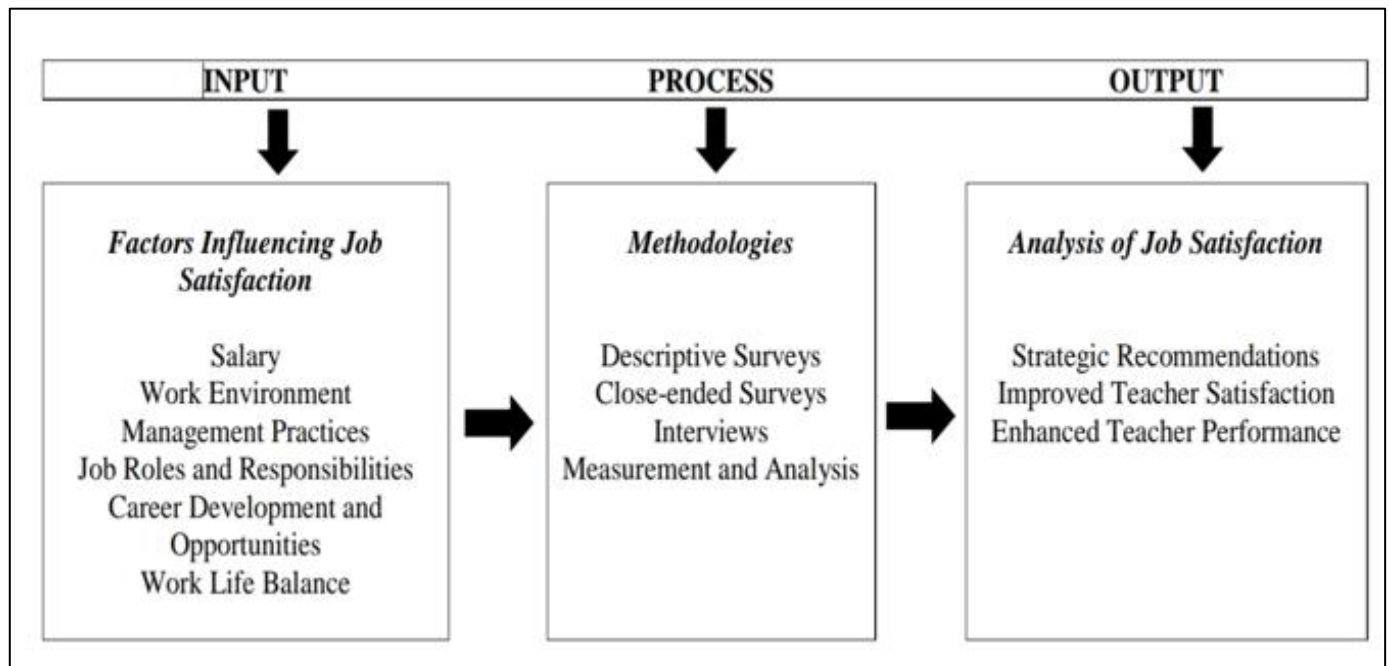 INPUT PROCESS OUTPUT
Factors Influencing Job
Satisfaction
Salary
Work Environment
Management Practices
Job Roles and Responsibilities
Career Development and
Opportunities
Work Life Balance
Methodologies
Descriptive Surveys
Close-ended Surveys
Interviews
Measurement and Analysis
Analysis of Job Satisfaction
Strategic Recommendations
Improved Teacher Satisfaction
Enhanced Teacher Performance